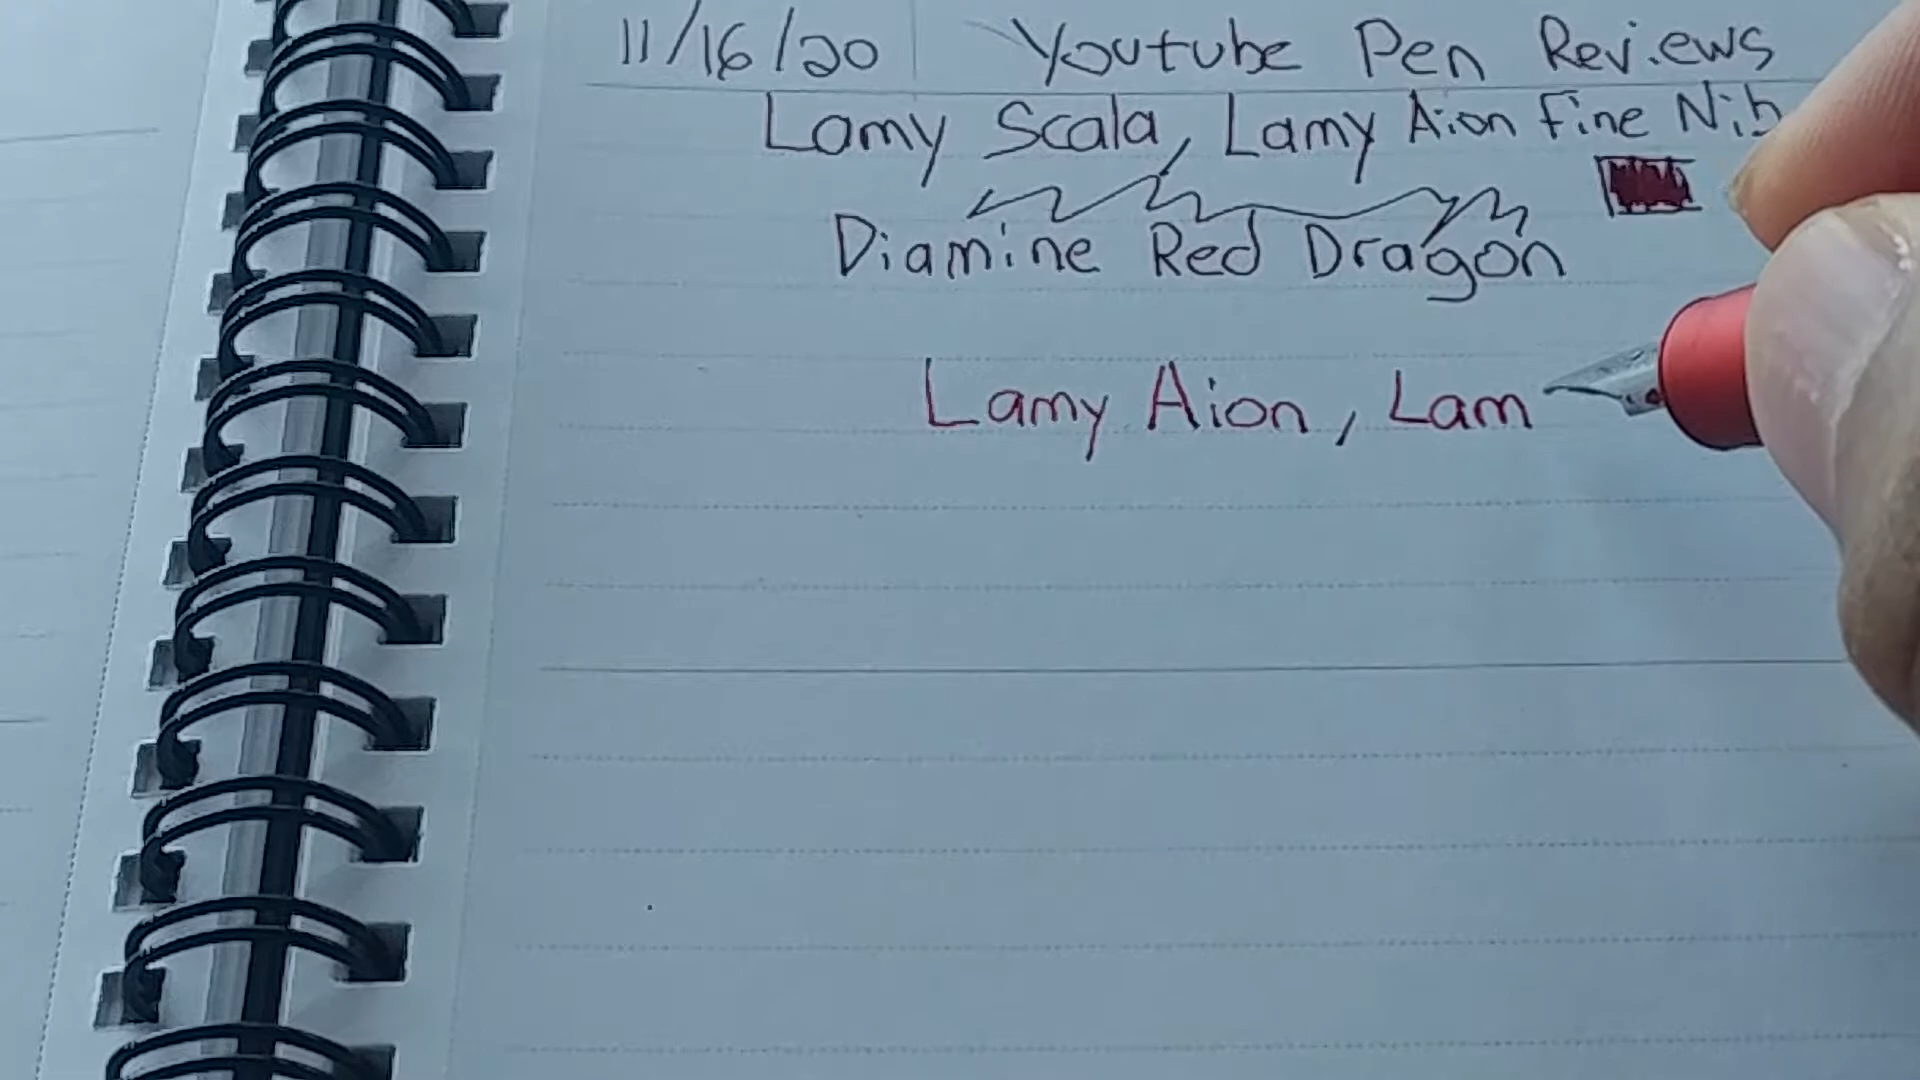 11/16/20 Youtube Pen Reviews
Lamy Scala, Lamy Aion Fine Nib
Diamine Red Dragon
Lamy Aion, Lam